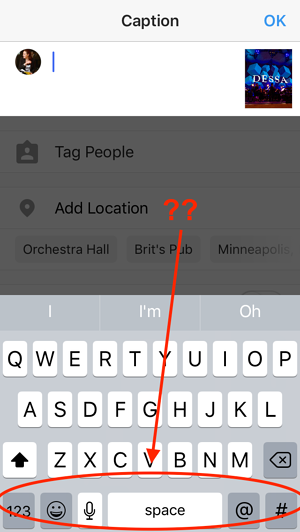 Caption OK
DESSA
Tag People
Add Location ??
Orchestra Hall Brit's Pub Minneapolis
I I'm Oh
Q W E R T Y U I O P
A S D F G H J K L
Z X C V B N M
123 space @ #